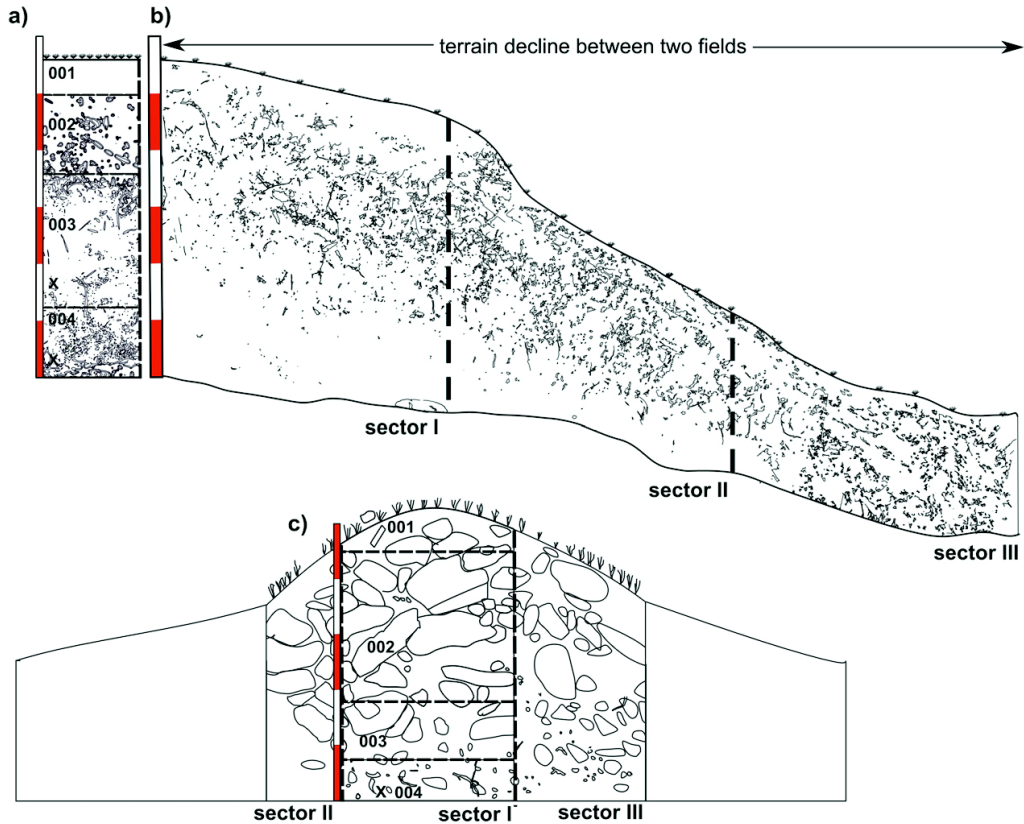 a)
b)
terrain decline between two fields
001
002
003
X
004
X
sector I
sector II
sector III
c)
001
002
003
X 004
sector II
sector I
sector III